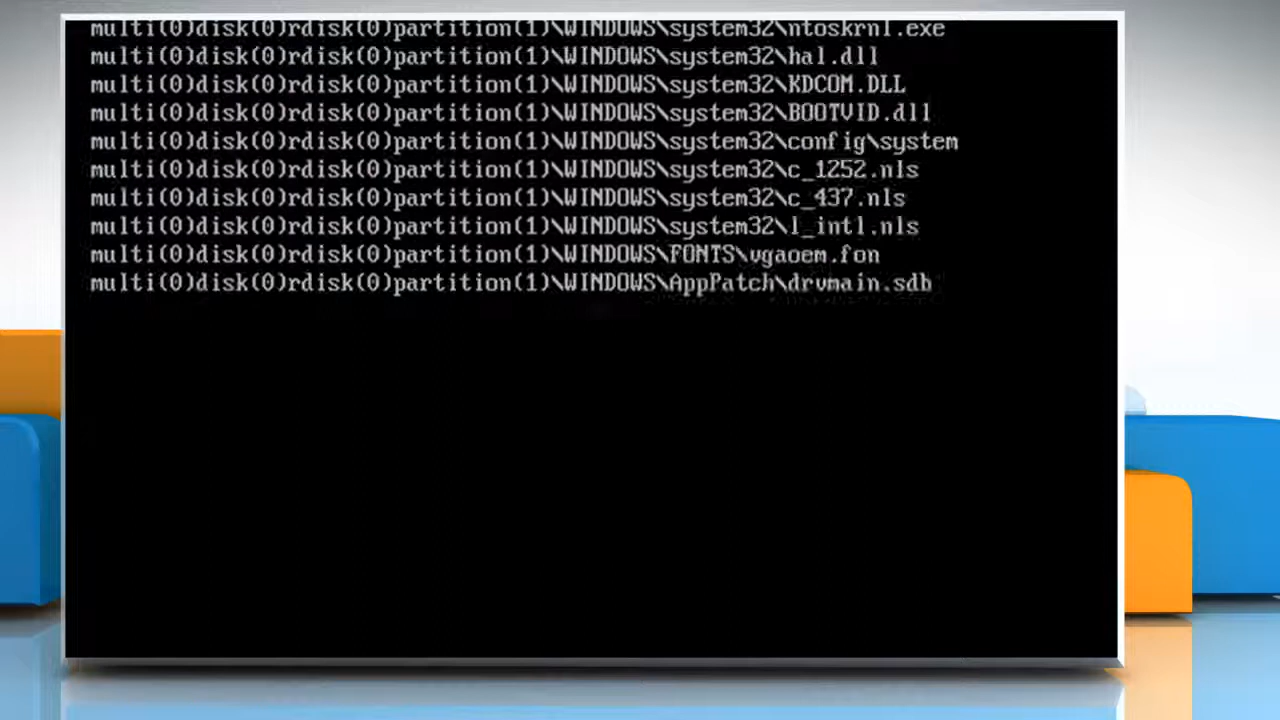 multi(0)disk(0)rdisk(0)partition(1)\WINDOWS\system32\ntoskrnl.exe
multi(0)disk(0)rdisk(0)partition(1)\WINDOWS\system32\hal.dll
multi(0)disk(0)rdisk(0)partition(1)\WINDOWS\system32\KDCOM.DLL
multi(0)disk(0)rdisk(0)partition(1)\WINDOWS\system32\BOOTVID.dll
multi(0)disk(0)rdisk(0)partition(1)\WINDOWS\system32\config\system
multi(0)disk(0)rdisk(0)partition(1)\WINDOWS\system32\c_1252.nls
multi(0)disk(0)rdisk(0)partition(1)\WINDOWS\system32\c_437.nls
multi(0)disk(0)rdisk(0)partition(1)\WINDOWS\system32\l_intl.nls
multi(0)disk(0)rdisk(0)partition(1)\WINDOWS\FONTS\vgaoem.fon
multi(0)disk(0)rdisk(0)partition(1)\WINDOWS\AppPatch\drvmain.sdb